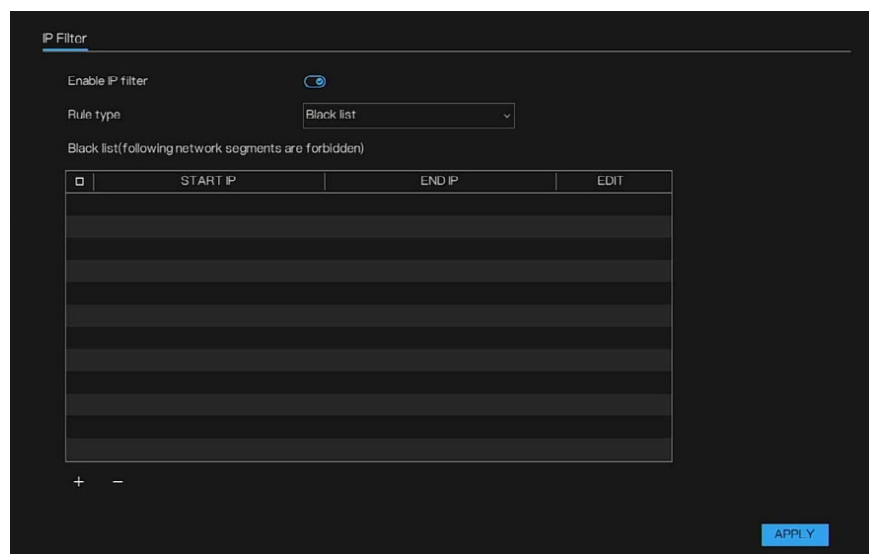 IP Filter
Enable IP filter
Rule type Black list
Black list(following network segments are forbidden)
START IP END IP EDIT
+ −
APPLY